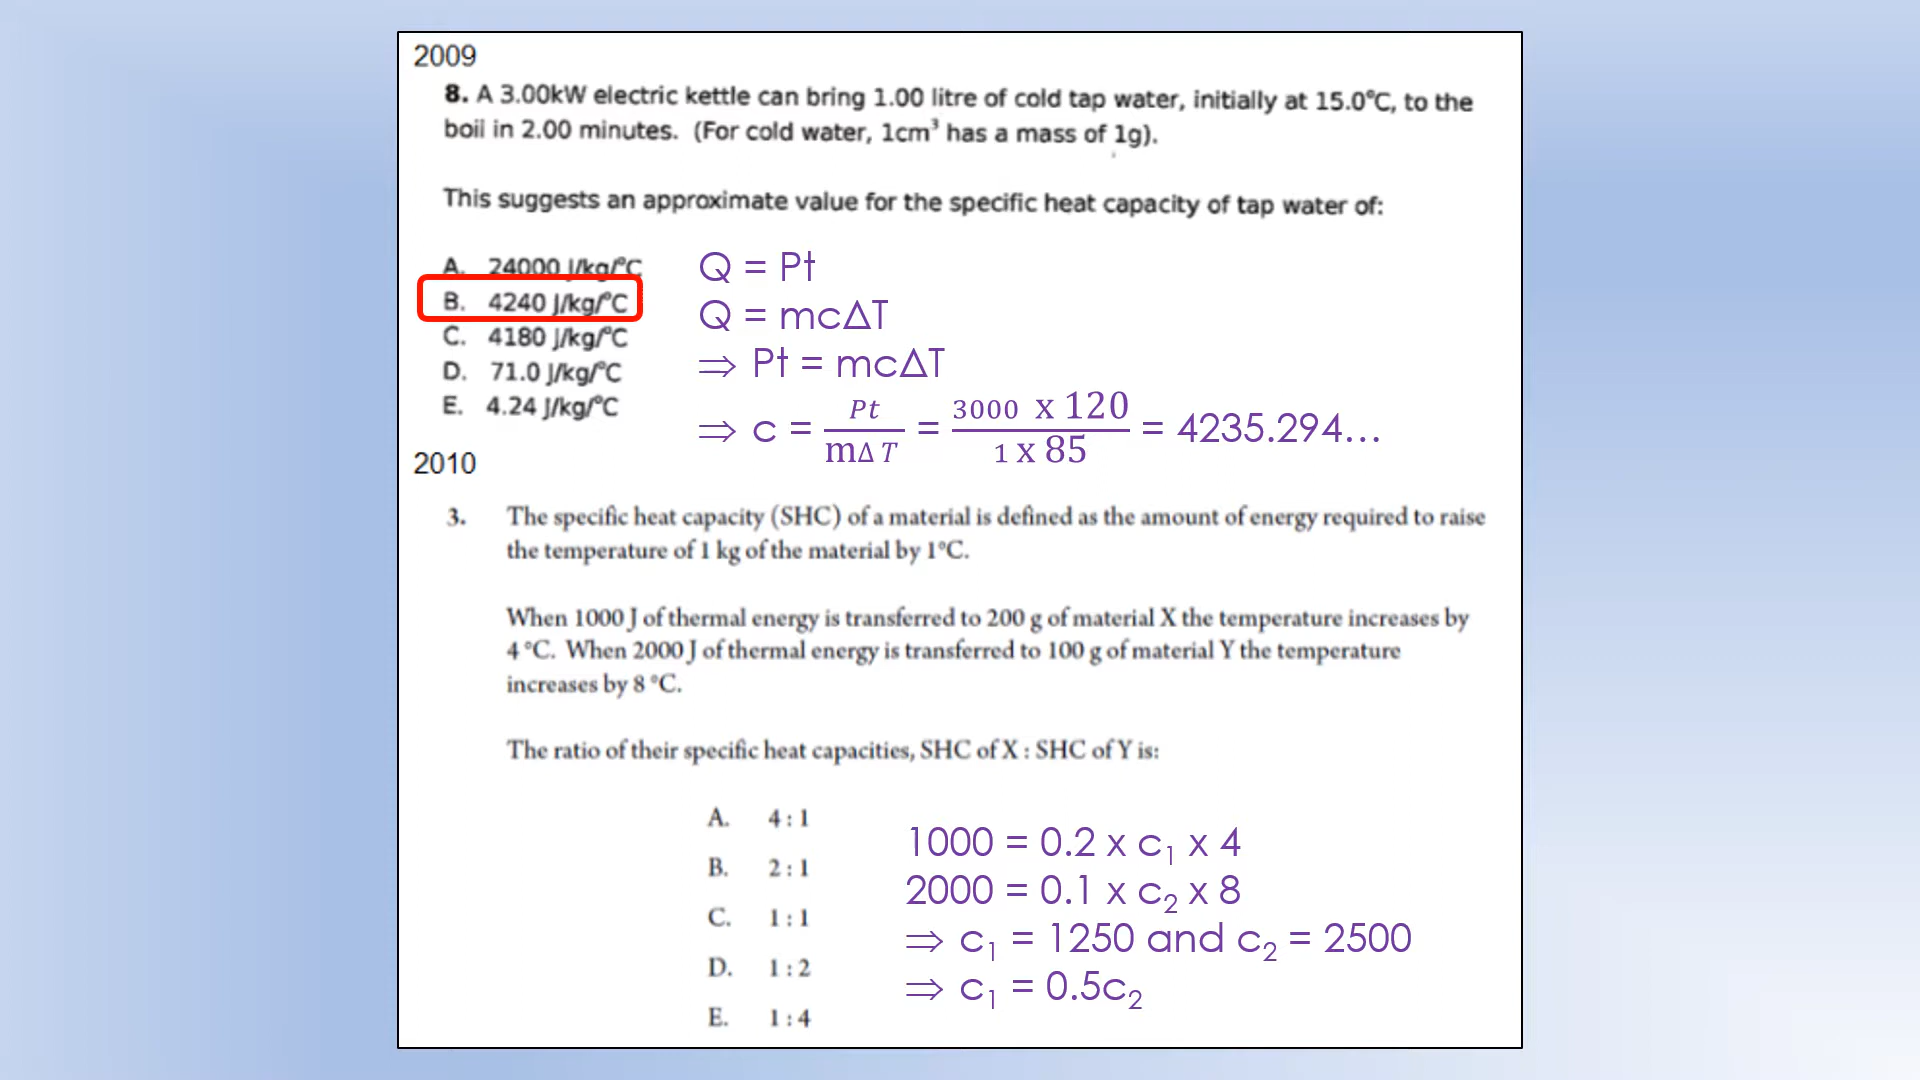 2009
8. A 3.00kW electric kettle can bring 1.00 litre of cold tap water, initially at 15.0°C, to the
boil in 2.00 minutes. (For cold water, 1cm³ has a mass of 1g).
This suggests an approximate value for the specific heat capacity of tap water of:
A. 24000 J/kg/°C
B. 4240 J/kg/°C
C. 4180 J/kg/°C
D. 71.0 J/kg/°C
E. 4.24 J/kg/°C
Q = Pt
Q = mcΔT
⇒ Pt = mcΔT
⇒ c = Pt / mΔT = 3000 x 120 / 1 x 85 = 4235.294...
2010
3. The specific heat capacity (SHC) of a material is defined as the amount of energy required to raise
the temperature of 1 kg of the material by 1°C.
When 1000 J of thermal energy is transferred to 200 g of material X the temperature increases by
4 °C. When 2000 J of thermal energy is transferred to 100 g of material Y the temperature
increases by 8 °C.
The ratio of their specific heat capacities, SHC of X : SHC of Y is:
A. 4 : 1
B. 2 : 1
C. 1 : 1
D. 1 : 2
E. 1 : 4
1000 = 0.2 x c₁ x 4
2000 = 0.1 x c₂ x 8
⇒ c₁ = 1250 and c₂ = 2500
⇒ c₁ = 0.5c₂